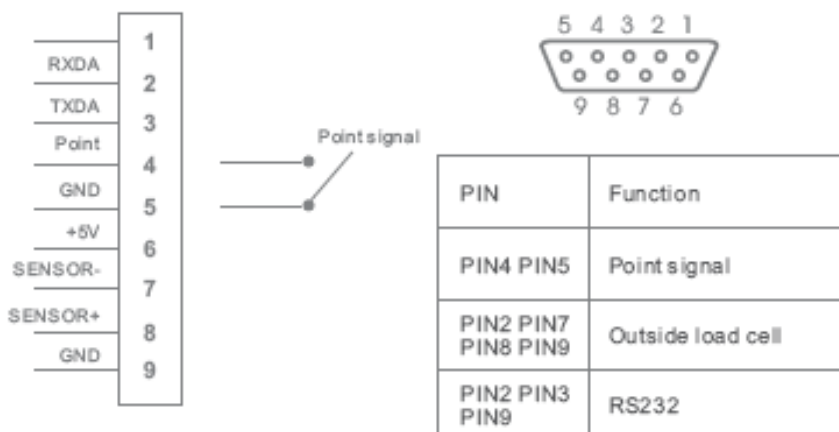 1
RXDA
2
TXDA
3
Point
4
GND
5
+5V
6
SENSOR-
7
SENSOR+
8
GND
9
Point signal
5 4 3 2 1
9 8 7 6
PIN Function
PIN4 PIN5 Point signal
PIN2 PIN7
PIN8 PIN9
Outside load cell
PIN2 PIN3
PIN9
RS232